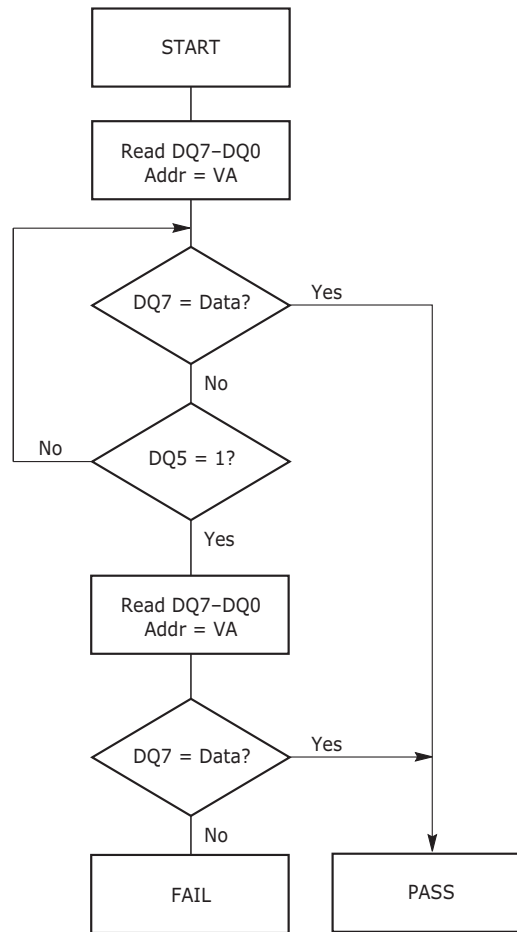 START
Read DQ7–DQ0
Addr = VA
DQ7 = Data?
Yes
No
DQ5 = 1?
No
Yes
Read DQ7–DQ0
Addr = VA
DQ7 = Data?
Yes
No
FAIL
PASS